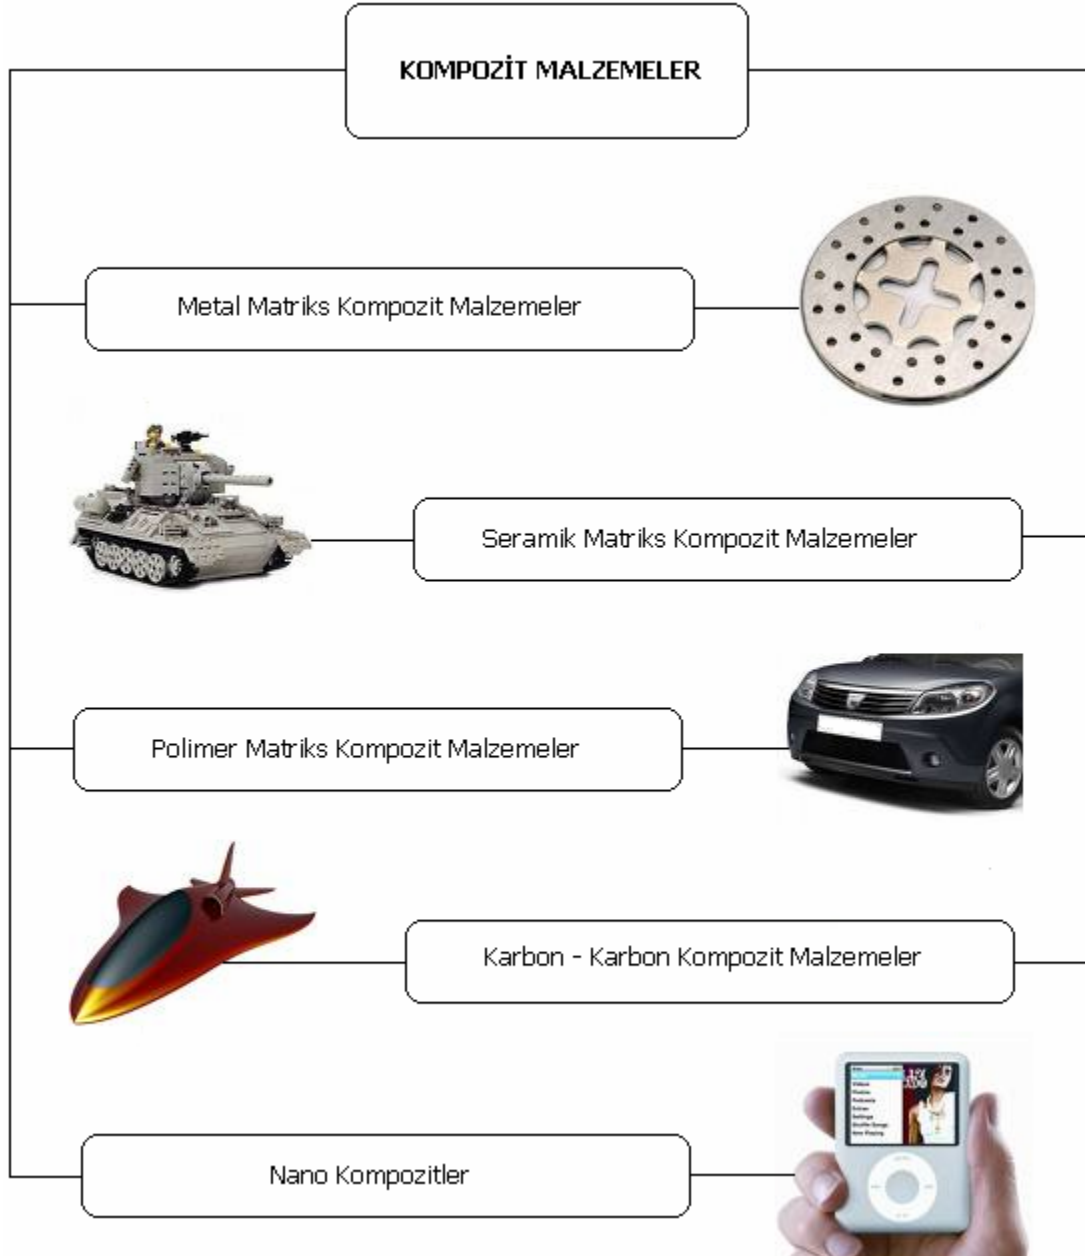 KOMPOZİT MALZEMELER
Metal Matriks Kompozit Malzemeler
Seramik Matriks Kompozit Malzemeler
Polimer Matriks Kompozit Malzemeler
Karbon - Karbon Kompozit Malzemeler
Nano Kompozitler